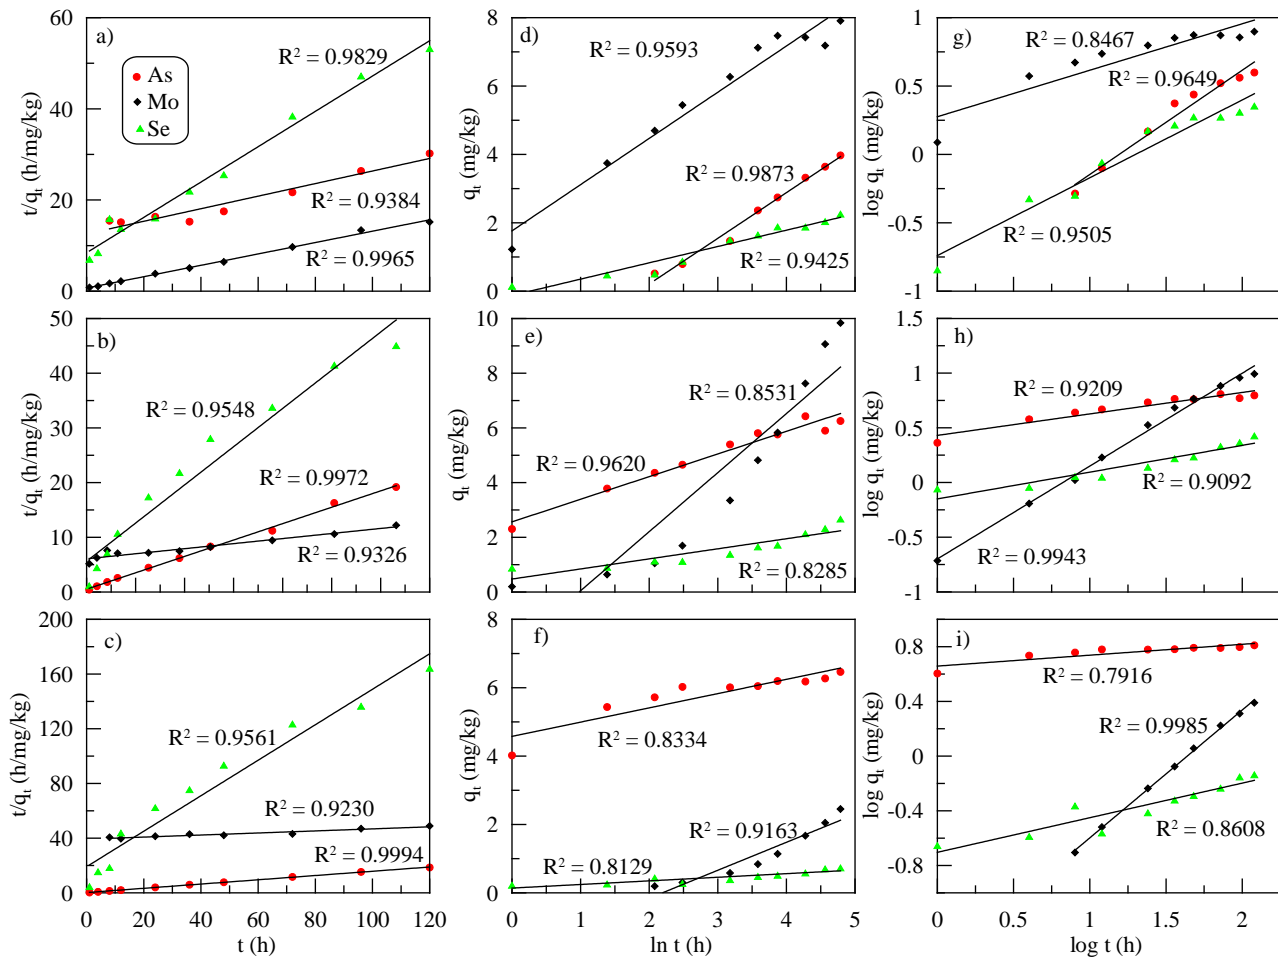 a)
60
40
20
0
t/qt (h/mg/kg)
As
Mo
Se
R² = 0.9829
R² = 0.9384
R² = 0.9965
d)
8
6
4
2
0
qt (mg/kg)
R² = 0.9593
R² = 0.9873
R² = 0.9425
g)
1
0.5
0
-0.5
-1
log qt (mg/kg)
R² = 0.8467
R² = 0.9649
R² = 0.9505
b)
50
40
30
20
10
0
t/qt (h/mg/kg)
R² = 0.9548
R² = 0.9972
R² = 0.9326
e)
10
8
6
4
2
0
qt (mg/kg)
R² = 0.8531
R² = 0.9620
R² = 0.8285
h)
1.5
1
0.5
0
-0.5
-1
log qt (mg/kg)
R² = 0.9209
R² = 0.9092
R² = 0.9943
c)
200
160
120
80
40
0
t/qt (h/mg/kg)
R² = 0.9561
R² = 0.9230
R² = 0.9994
0 20 40 60 80 100 120
t (h)
f)
8
6
4
2
0
qt (mg/kg)
R² = 0.8334
R² = 0.9163
R² = 0.8129
0 1 2 3 4 5
ln t (h)
i)
0.8
0.4
0
-0.4
-0.8
log qt (mg/kg)
R² = 0.7916
R² = 0.9985
R² = 0.8608
0 0.5 1 1.5 2
log t (h)